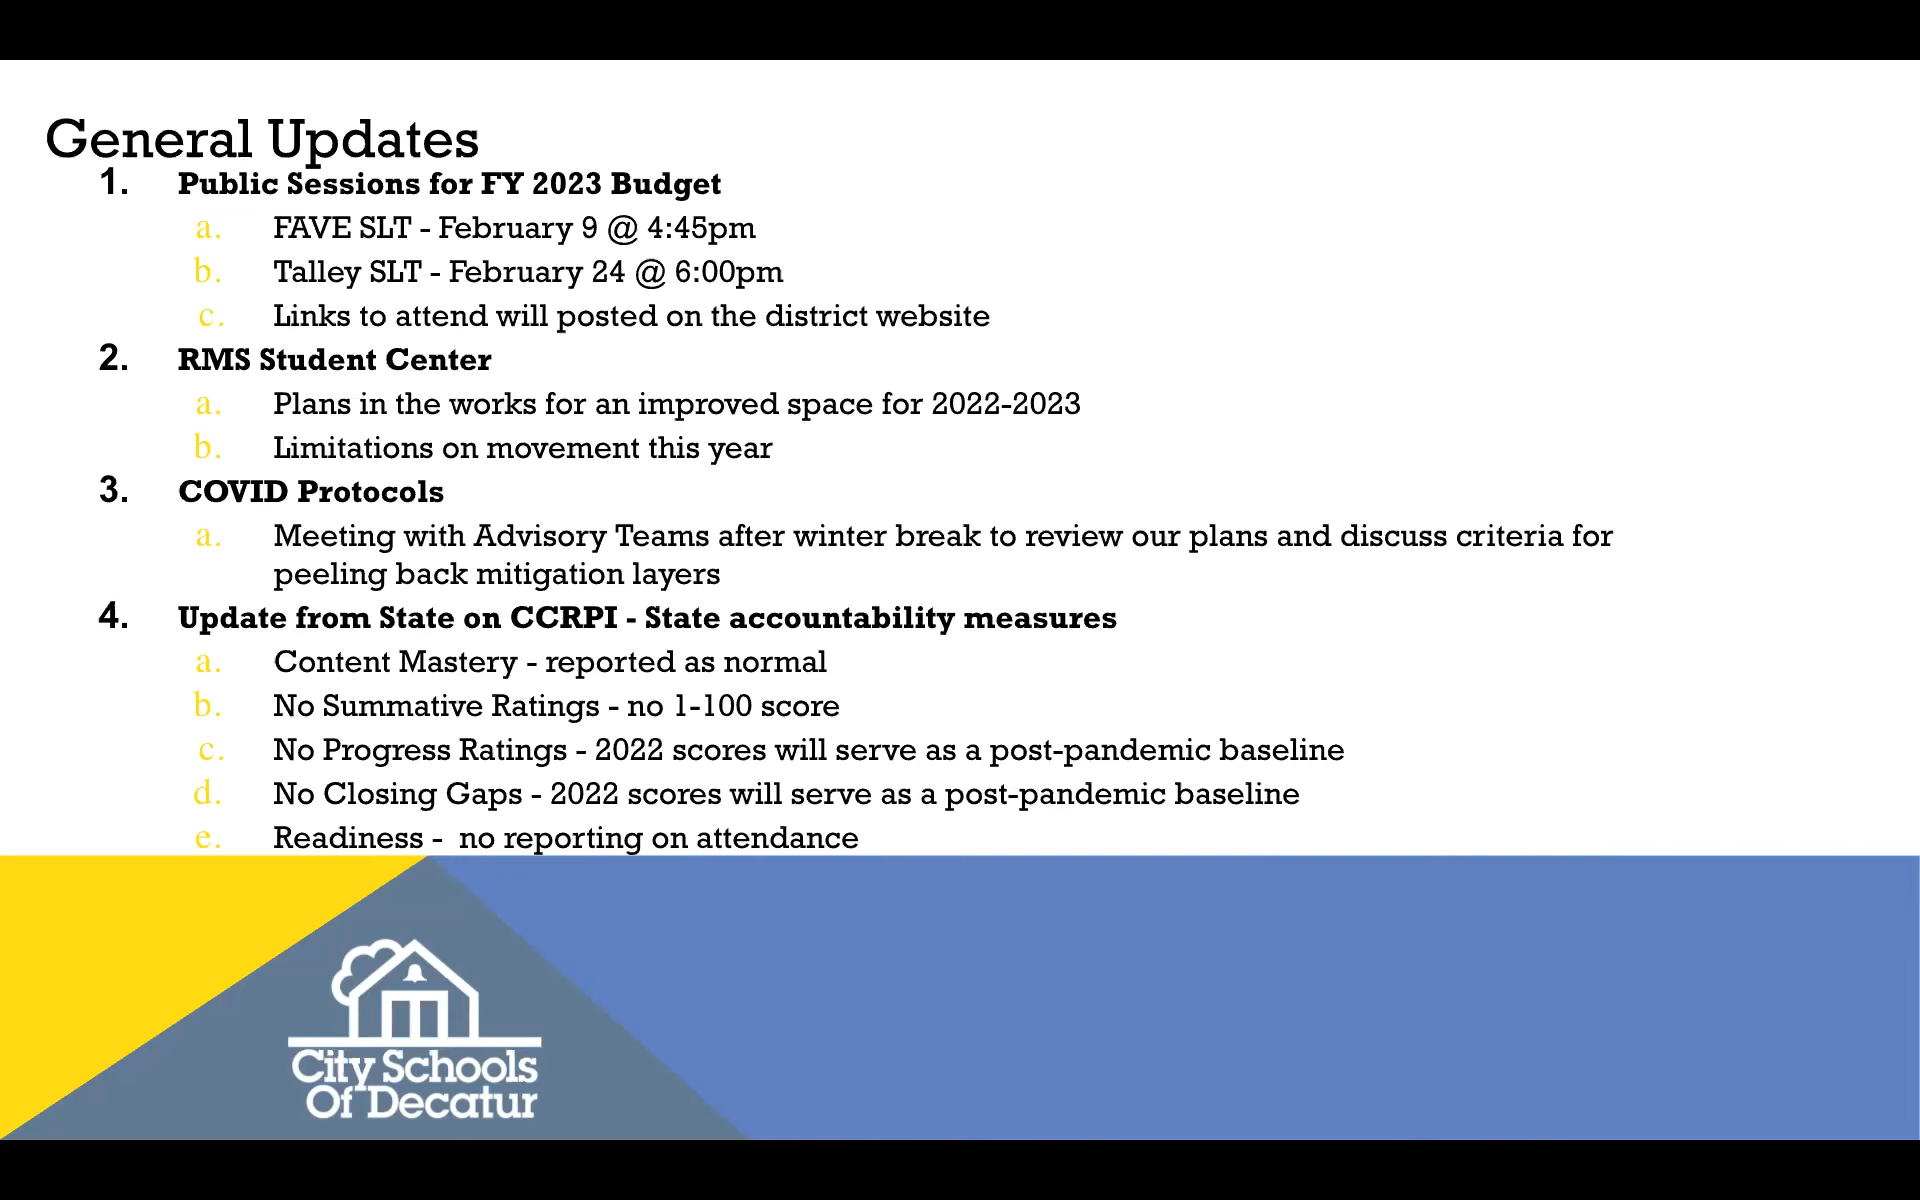 General Updates
1. Public Sessions for FY 2023 Budget
a. FAVE SLT - February 9 @ 4:45pm
b. Talley SLT - February 24 @ 6:00pm
c. Links to attend will posted on the district website
2. RMS Student Center
a. Plans in the works for an improved space for 2022-2023
b. Limitations on movement this year
3. COVID Protocols
a. Meeting with Advisory Teams after winter break to review our plans and discuss criteria for
peeling back mitigation layers
4. Update from State on CCRPI - State accountability measures
a. Content Mastery - reported as normal
b. No Summative Ratings - no 1-100 score
c. No Progress Ratings - 2022 scores will serve as a post-pandemic baseline
d. No Closing Gaps - 2022 scores will serve as a post-pandemic baseline
e. Readiness - no reporting on attendance
City Schools
Of Decatur